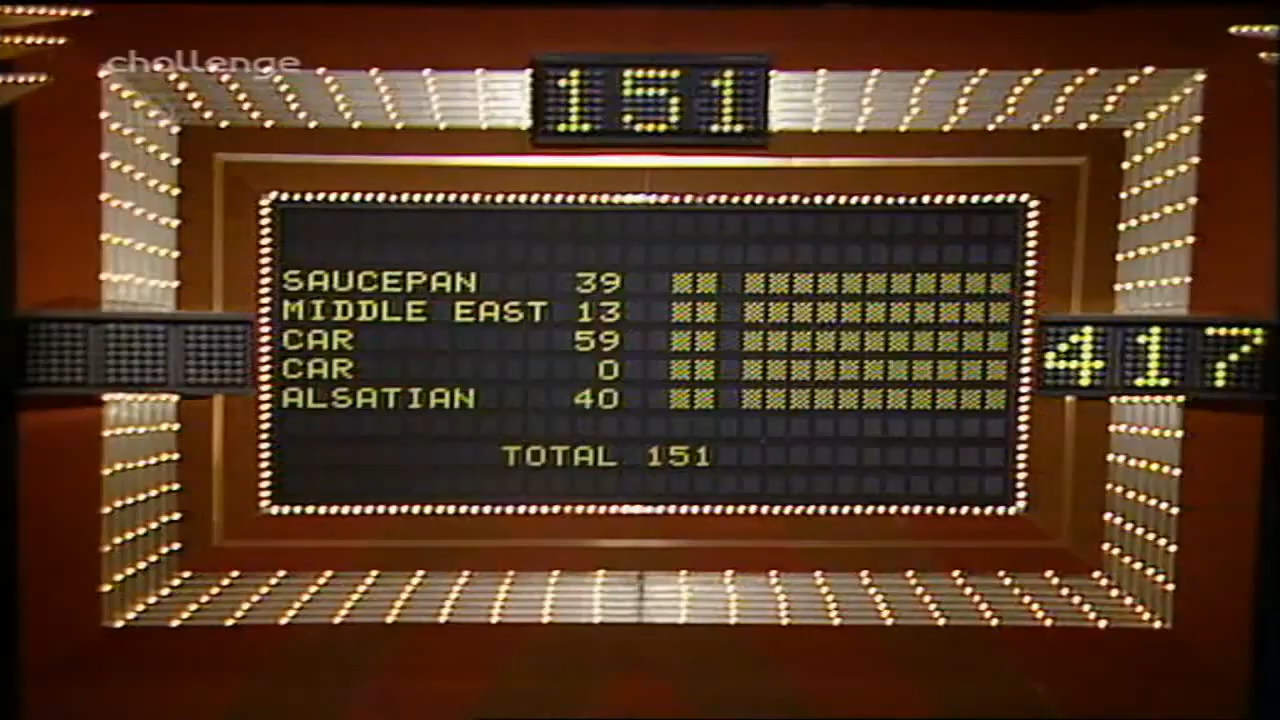 challenge
151
SAUCEPAN 39
MIDDLE EAST 13
CAR 59
CAR 0
ALSATIAN 40
TOTAL 151
417